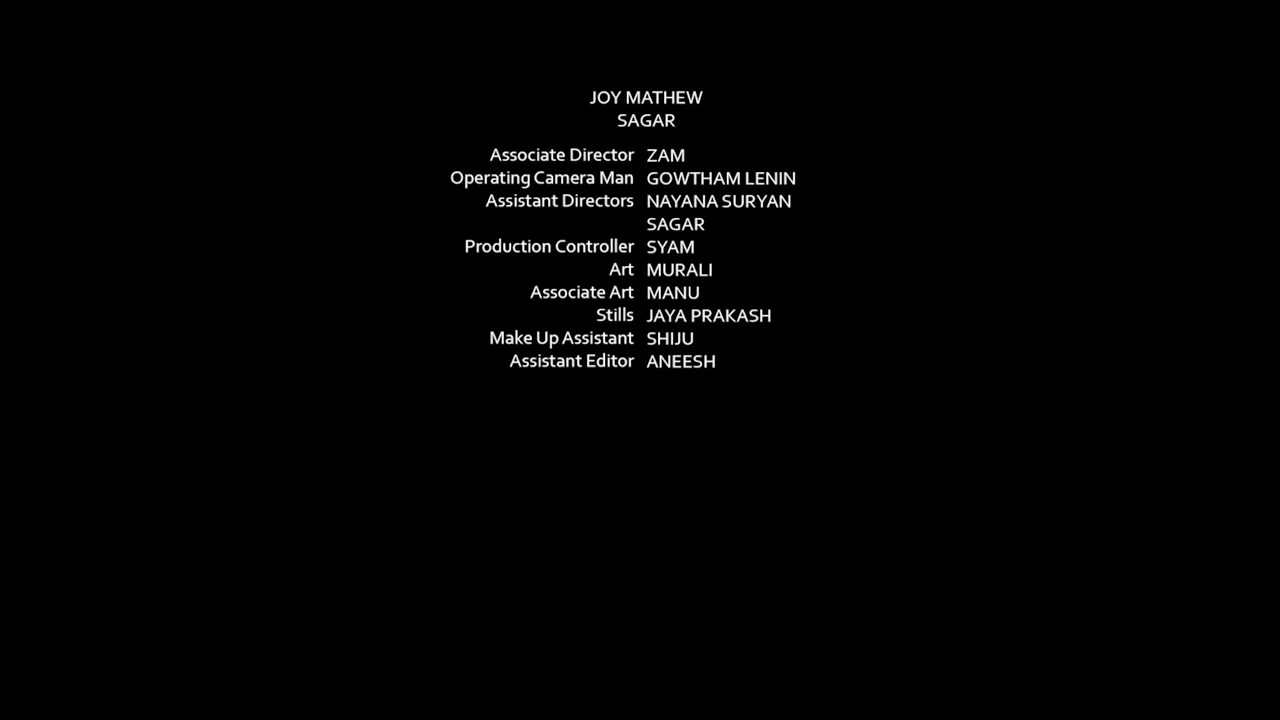 JOY MATHEW
SAGAR
Associate Director ZAM
Operating Camera Man GOWTHAM LENIN
Assistant Directors NAYANA SURYAN
SAGAR
Production Controller SYAM
Art MURALI
Associate Art MANU
Stills JAYA PRAKASH
Make Up Assistant SHIJU
Assistant Editor ANEESH